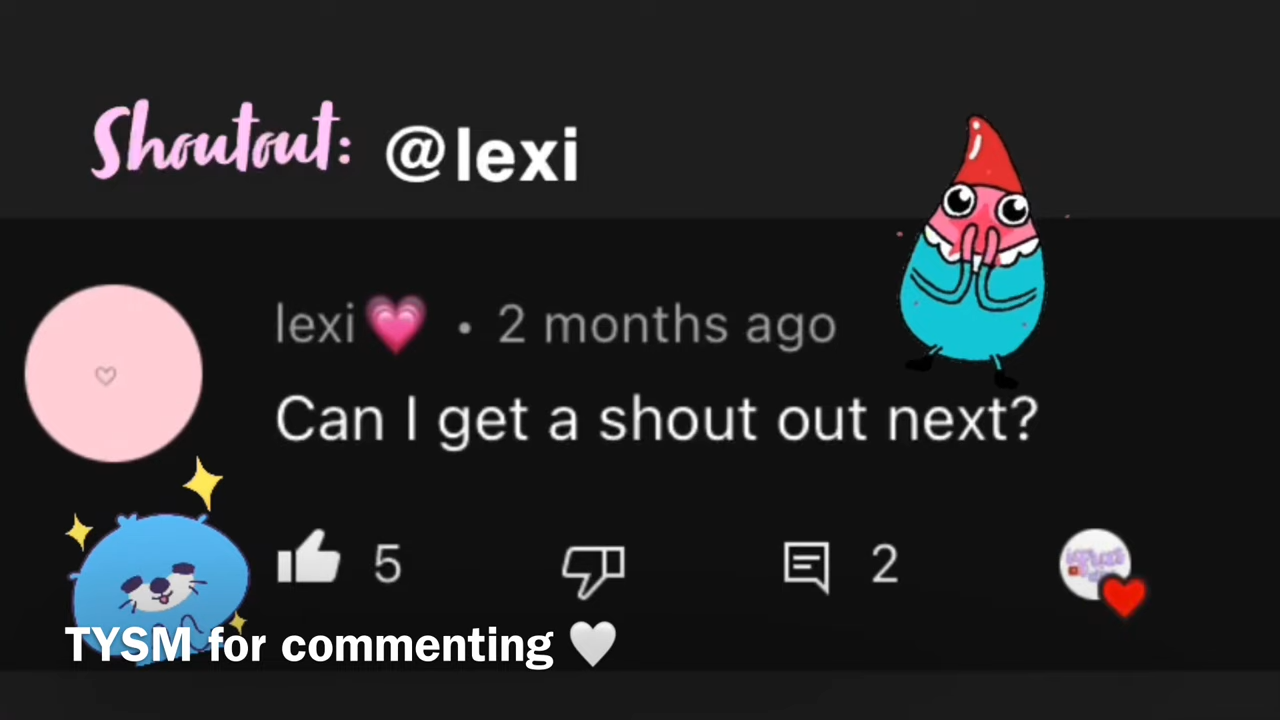 Shoutout: @lexi
lexi💗 • 2 months ago
Can I get a shout out next?
5 2
TYSM for commenting 🤍